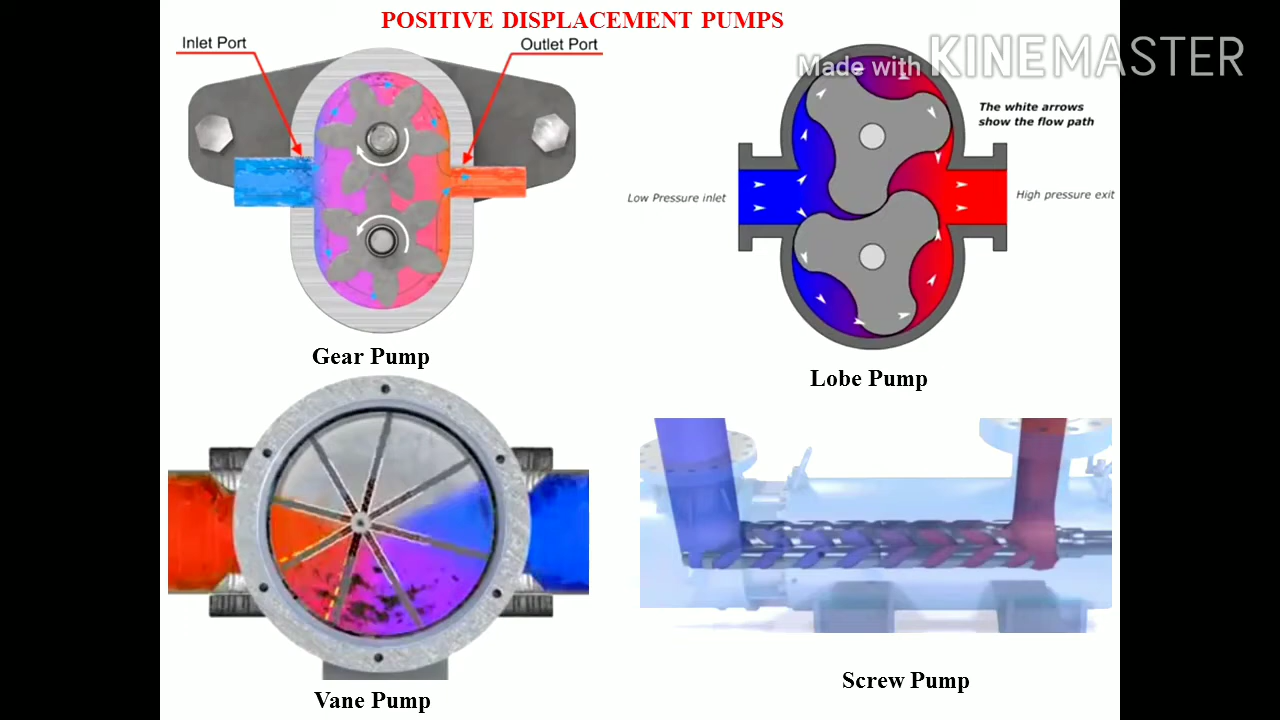 POSITIVE DISPLACEMENT PUMPS
Inlet Port
Outlet Port
Made with KINEMASTER
The white arrows
show the flow path
Low Pressure inlet
High pressure exit
Gear Pump
Lobe Pump
Vane Pump
Screw Pump